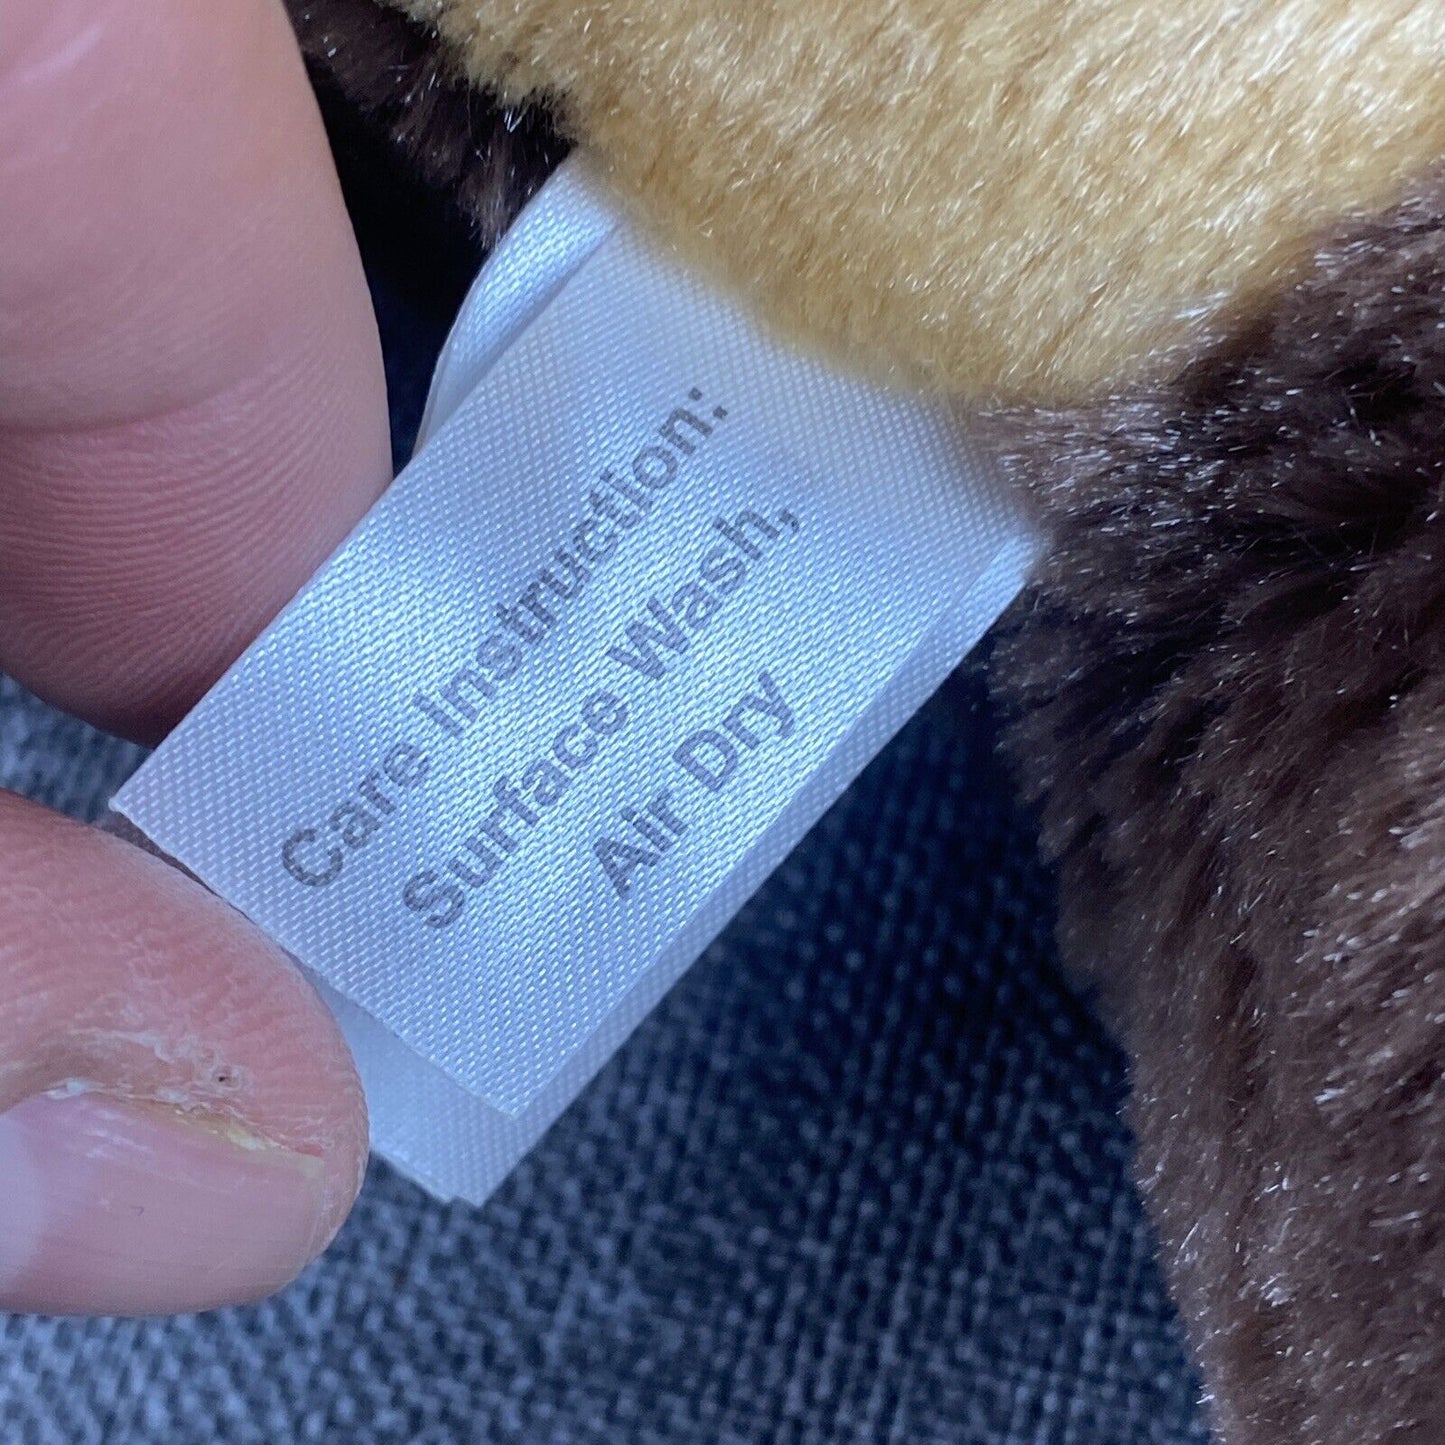 Care Instruction:
Surface Wash,
Air Dry